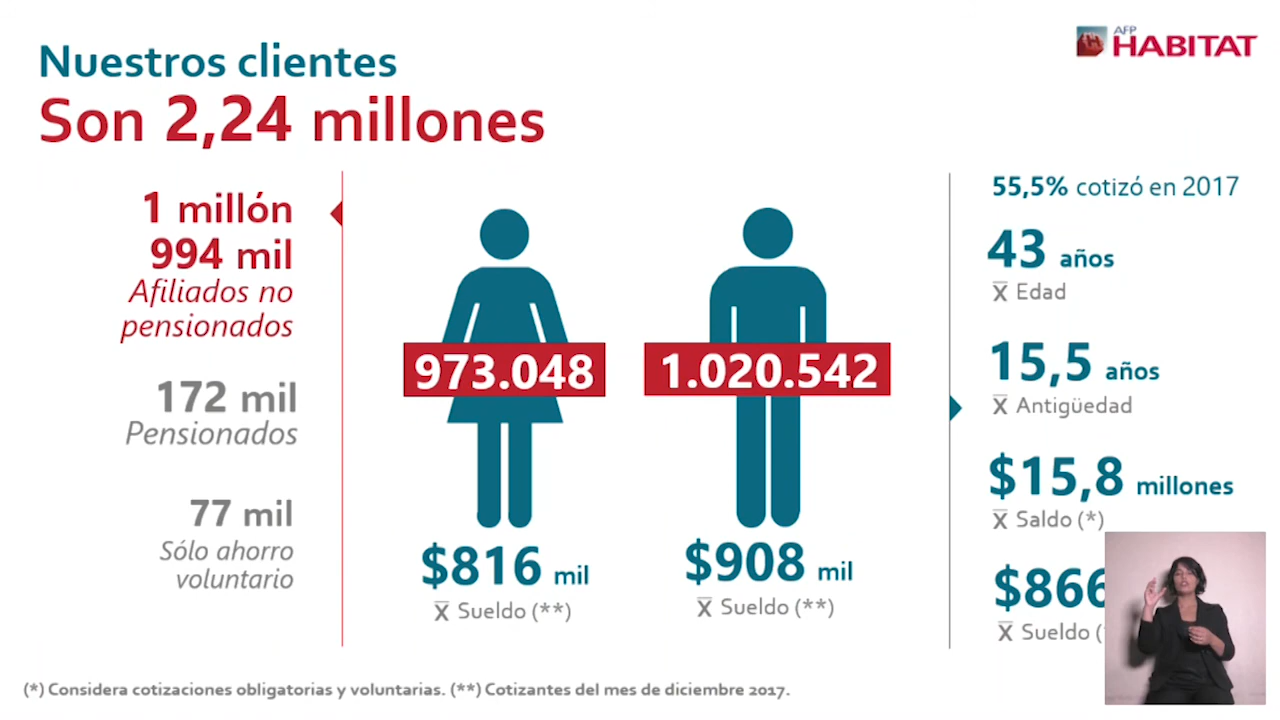 Nuestros clientes
Son 2,24 millones
AFP
HABITAT
1 millón
994 mil
Afiliados no
pensionados
172 mil
Pensionados
77 mil
Sólo ahorro
voluntario
973.048
$816 mil
X̅ Sueldo (**)
1.020.542
$908 mil
X̅ Sueldo (**)
55,5% cotizó en 2017
43 años
X̅ Edad
15,5 años
X̅ Antigüedad
$15,8 millones
X̅ Saldo (*)
$866
X̅ Sueldo (
(*) Considera cotizaciones obligatorias y voluntarias. (**) Cotizantes del mes de diciembre 2017.